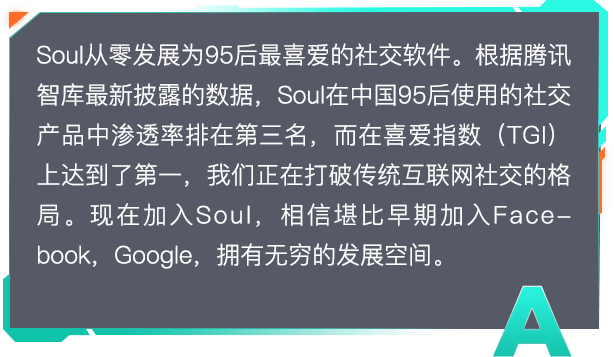 Soul从零发展为95后最喜爱的社交软件。根据腾讯
智库最新披露的数据，Soul在中国95后使用的社交
产品中渗透率排在第三名，而在喜爱指数（TGI）
上达到了第一，我们正在打破传统互联网社交的格
局。现在加入Soul，相信堪比早期加入Face-
book，Google，拥有无穷的发展空间。
A